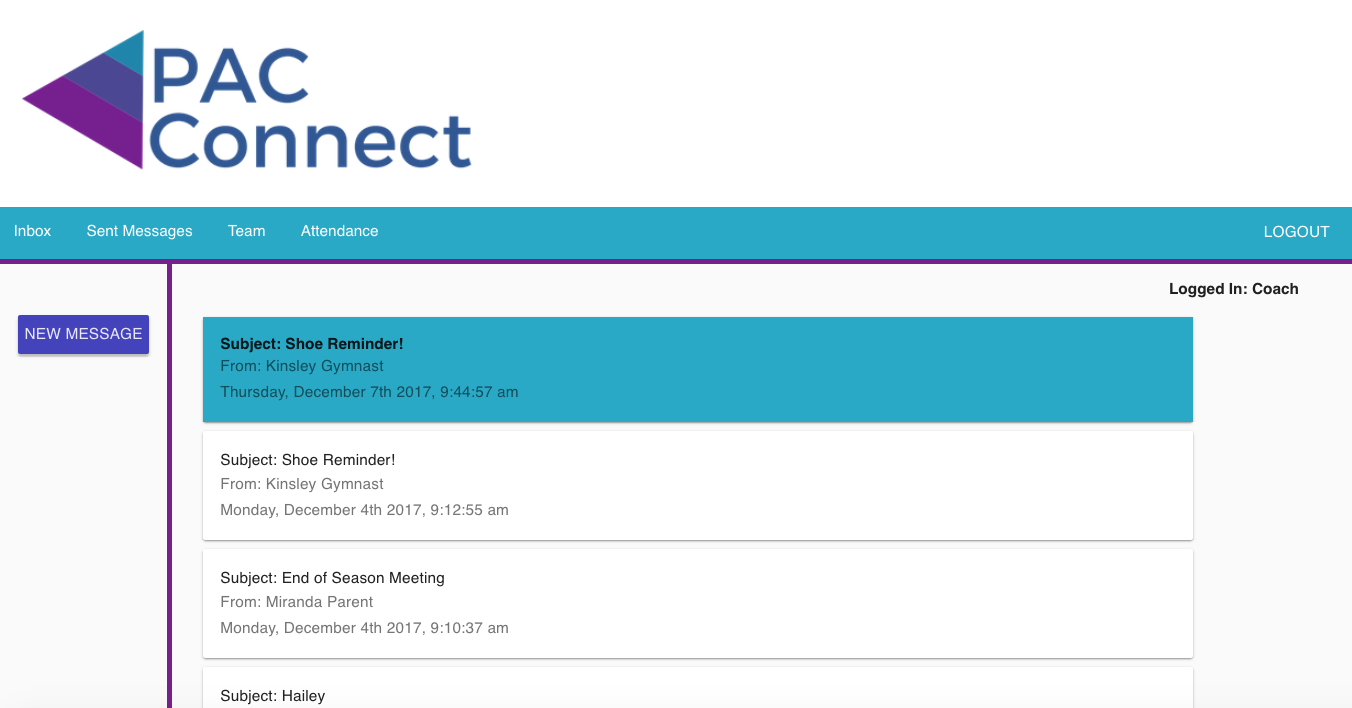 PAC
Connect
Inbox Sent Messages Team Attendance LOGOUT
Logged In: Coach
NEW MESSAGE
Subject: Shoe Reminder!
From: Kinsley Gymnast
Thursday, December 7th 2017, 9:44:57 am
Subject: Shoe Reminder!
From: Kinsley Gymnast
Monday, December 4th 2017, 9:12:55 am
Subject: End of Season Meeting
From: Miranda Parent
Monday, December 4th 2017, 9:10:37 am
Subject: Hailey